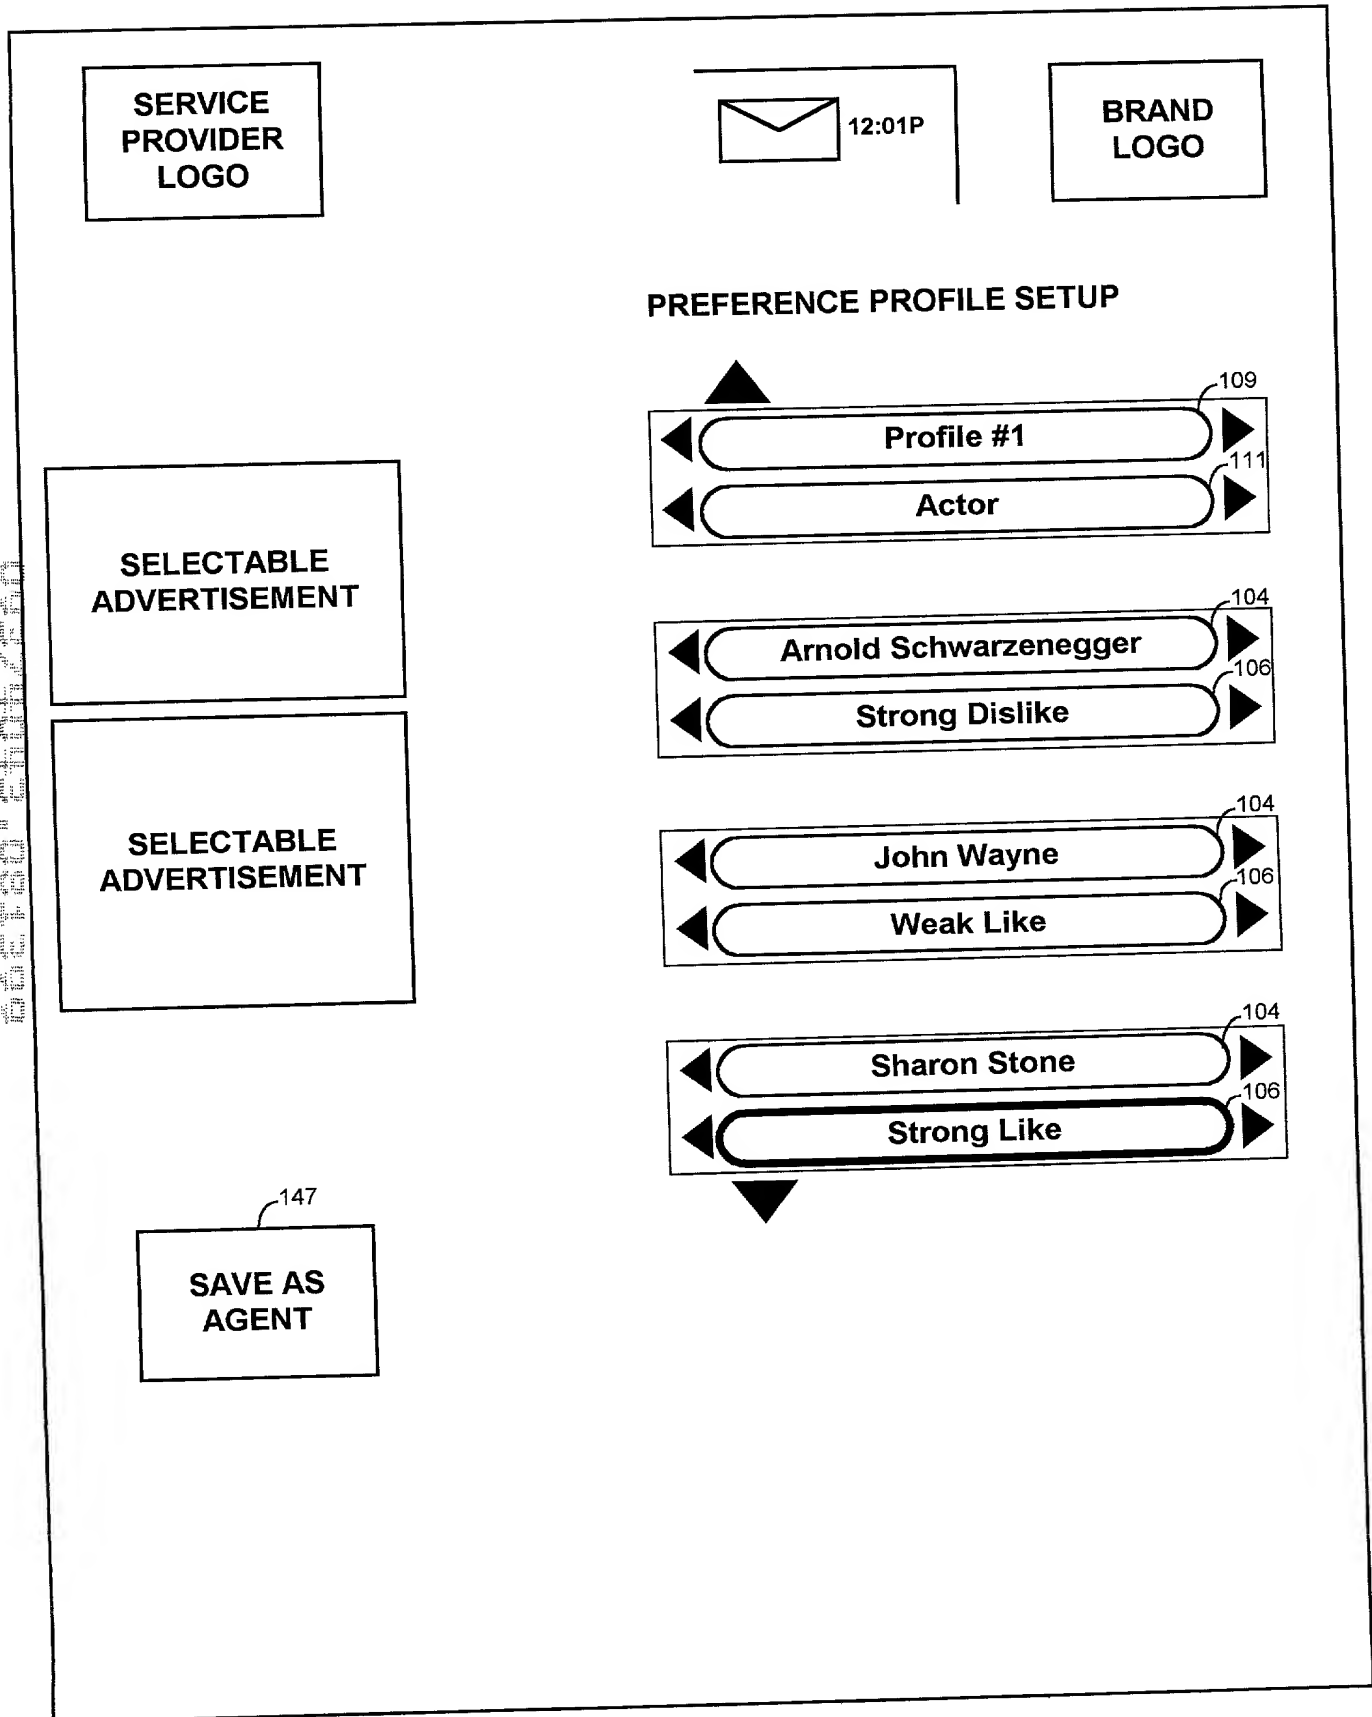 SERVICE
PROVIDER
LOGO
12:01P
BRAND
LOGO
PREFERENCE PROFILE SETUP
109
Profile #1
111
Actor
SELECTABLE
ADVERTISEMENT
104
Arnold Schwarzenegger
106
Strong Dislike
SELECTABLE
ADVERTISEMENT
104
John Wayne
106
Weak Like
104
Sharon Stone
106
Strong Like
147
SAVE AS
AGENT